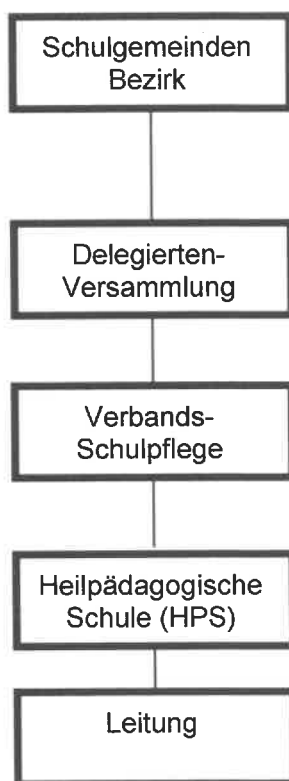 Schulgemeinden
Bezirk
Delegierten-
Versammlung
Verbands-
Schulpflege
Heilpädagogische
Schule (HPS)
Leitung